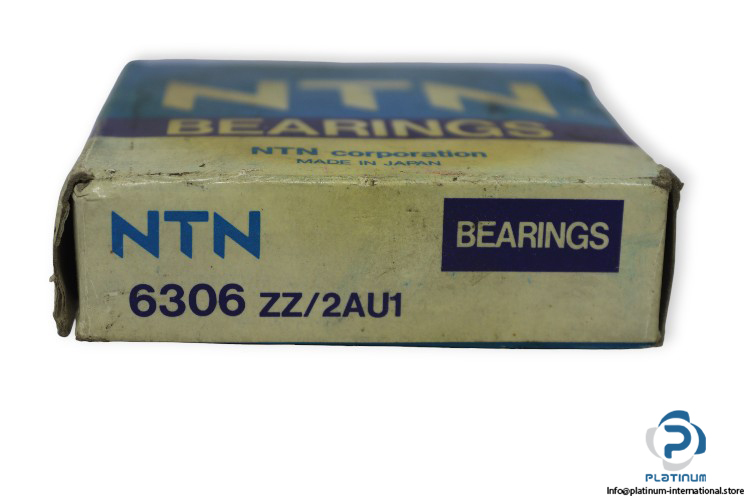 NTN
BEARINGS
NTN corporation
MADE IN JAPAN
NTN
BEARINGS
6306 ZZ/2AU1
PLATINUM
Info@platinum-international.store